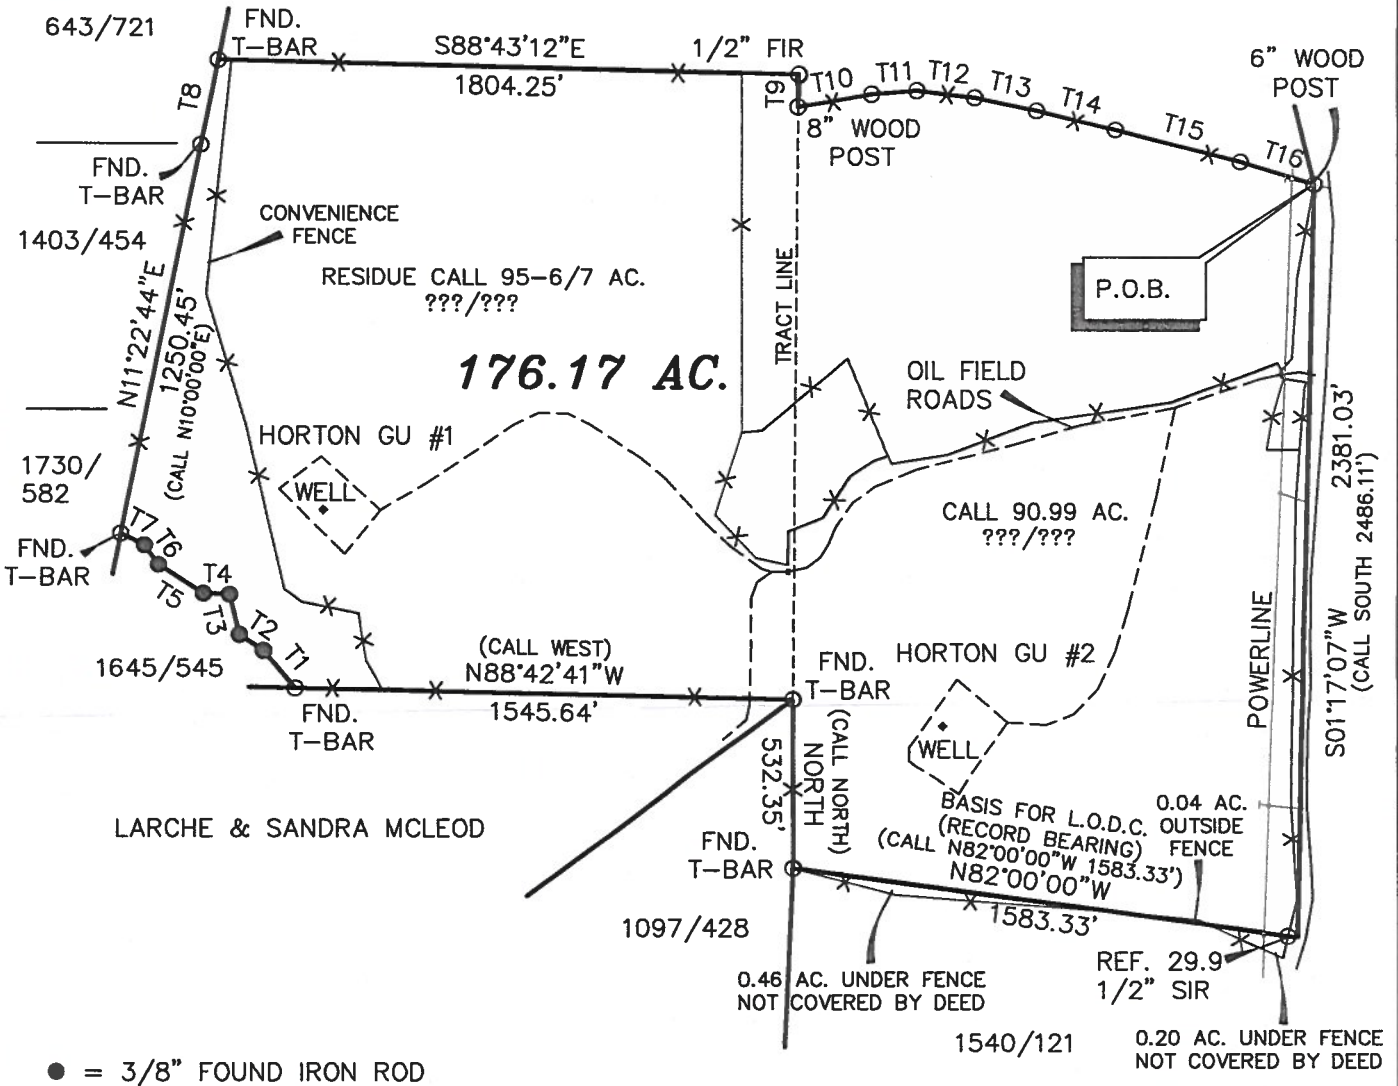 643/721
FND.
T-BAR
S88°43'12"E
1804.25'
1/2" FIR
T8
T9
T10
T11
T12
T13
T14
T15
T16
6" WOOD
POST
8" WOOD
POST
FND.
T-BAR
1403/454
CONVENIENCE
FENCE
RESIDUE CALL 95-6/7 AC.
???/???
TRACT LINE
P.O.B.
176.17 AC.
N11°22'44"E
1250.45'
(CALL N10°00'00"E)
OIL FIELD
ROADS
HORTON GU #1
WELL
1730/
582
CALL 90.99 AC.
???/???
2381.03'
S01°17'07"W
(CALL SOUTH 2486.11')
POWERLINE
FND.
T-BAR
T7
T6
T5
T4
T3
T2
T1
1645/545
(CALL WEST)
N88°42'41"W
1545.64'
FND.
T-BAR
FND.
T-BAR
HORTON GU #2
WELL
532.35'
NORTH
(CALL NORTH)
LARCHE & SANDRA MCLEOD
FND.
T-BAR
BASIS FOR L.O.D.C.
(RECORD BEARING)
(CALL N82°00'00"W 1583.33')
N82°00'00"W
1583.33'
0.04 AC.
OUTSIDE
FENCE
1097/428
0.46 AC. UNDER FENCE
NOT COVERED BY DEED
REF. 29.9
1/2" SIR
1540/121
0.20 AC. UNDER FENCE
NOT COVERED BY DEED
● = 3/8" FOUND IRON ROD